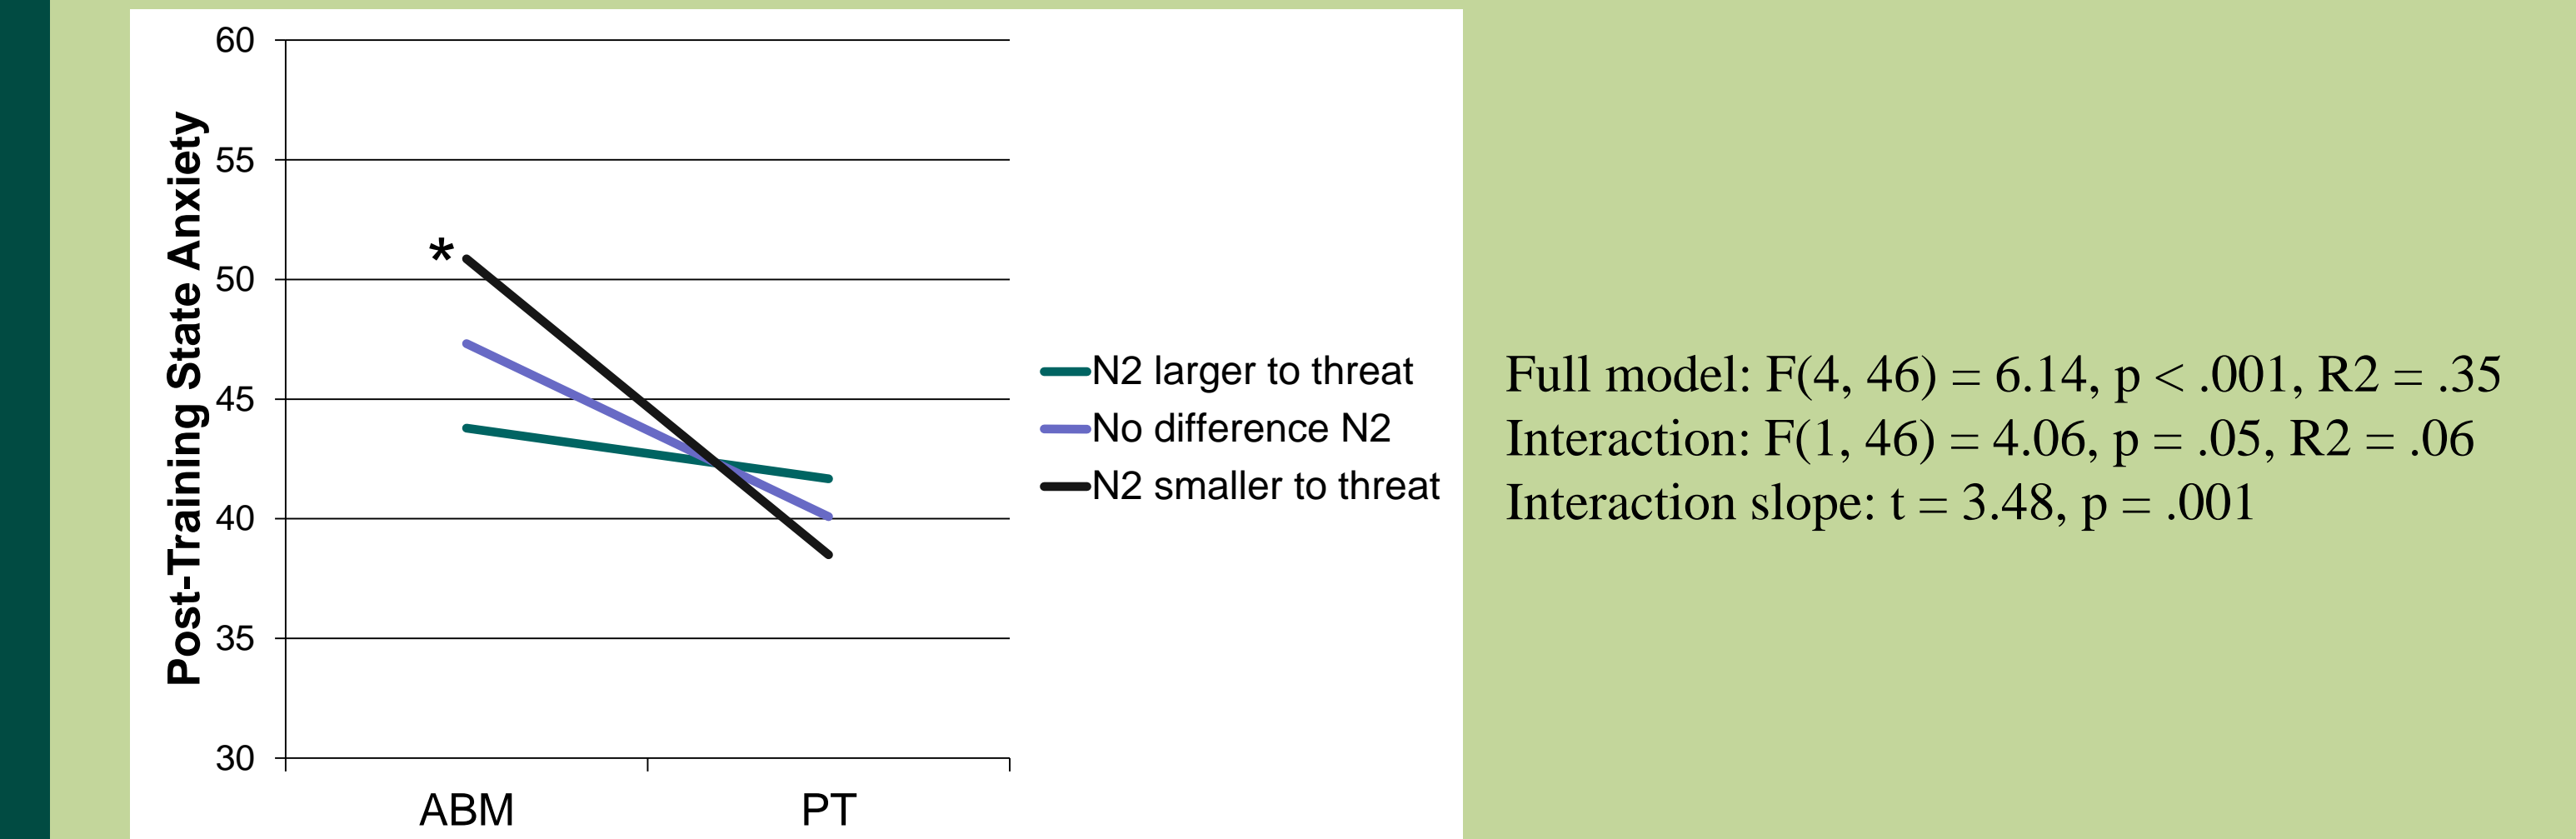 Post-Training State Anxiety
60
55
50
45
40
35
30
*
ABM PT
N2 larger to threat
No difference N2
N2 smaller to threat
Full model: F(4, 46) = 6.14, p < .001, R2 = .35
Interaction: F(1, 46) = 4.06, p = .05, R2 = .06
Interaction slope: t = 3.48, p = .001